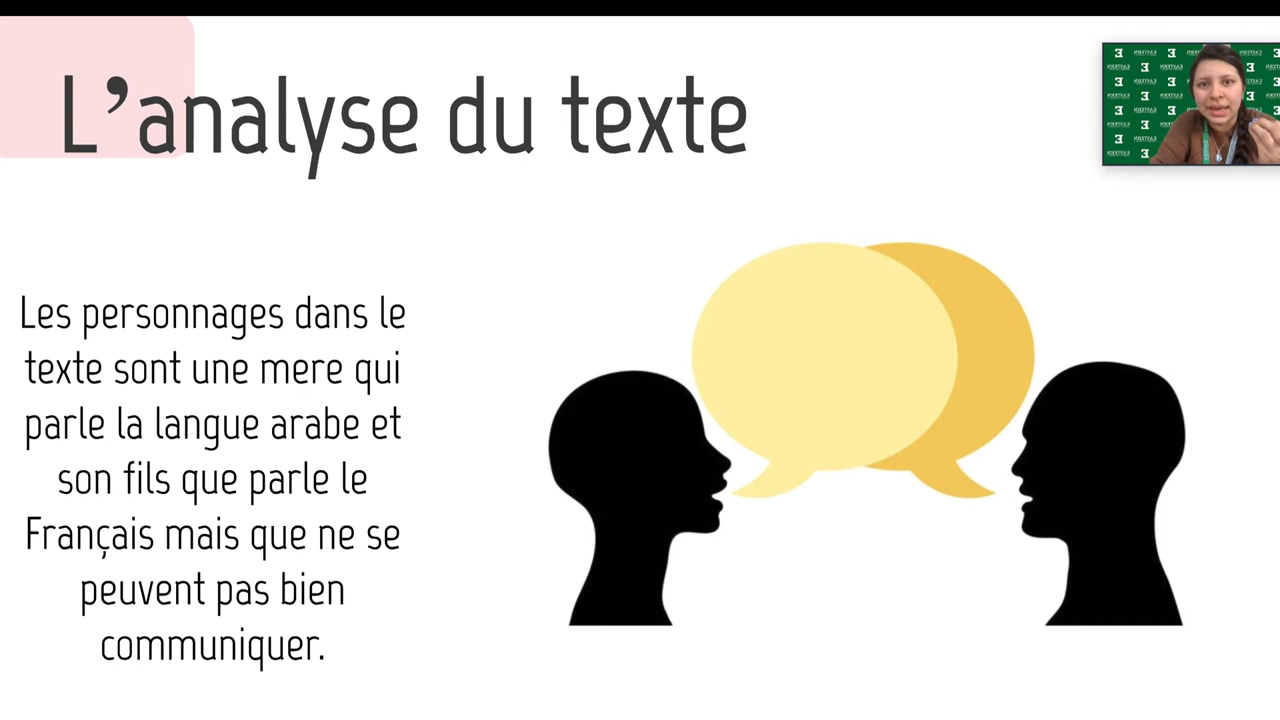 L'analyse du texte
Les personnages dans le
texte sont une mere qui
parle la langue arabe et
son fils que parle le
Français mais que ne se
peuvent pas bien
communiquer.